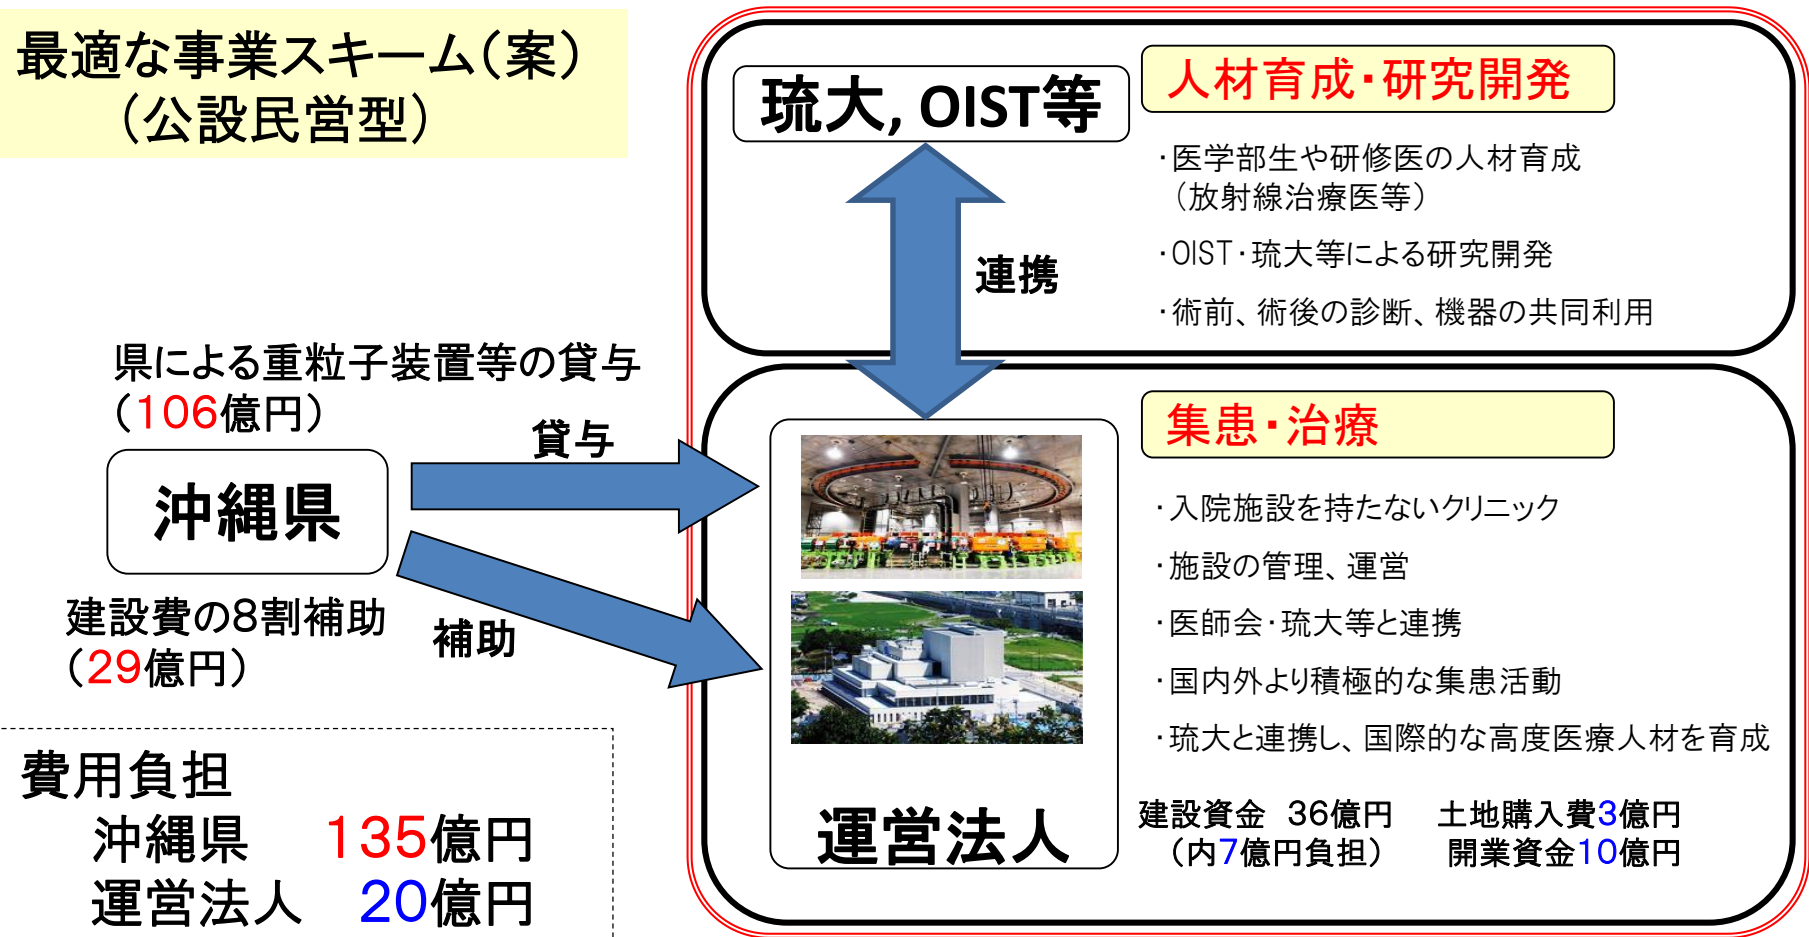 最適な事業スキーム（案）
（公設民営型）
琉大, OIST等
人材育成・研究開発
・医学部生や研修医の人材育成
（放射線治療医等）
・OIST・琉大等による研究開発
・術前、術後の診断、機器の共同利用
連携
県による重粒子装置等の貸与
（106億円）
貸与
沖縄県
建設費の8割補助
（29億円）
補助
集患・治療
・入院施設を持たないクリニック
・施設の管理、運営
・医師会・琉大等と連携
・国内外より積極的な集患活動
・琉大と連携し、国際的な高度医療人材を育成
運営法人
建設資金　36億円　土地購入費3億円
（内7億円負担）　開業資金10億円
費用負担
沖縄県　135億円
運営法人　20億円